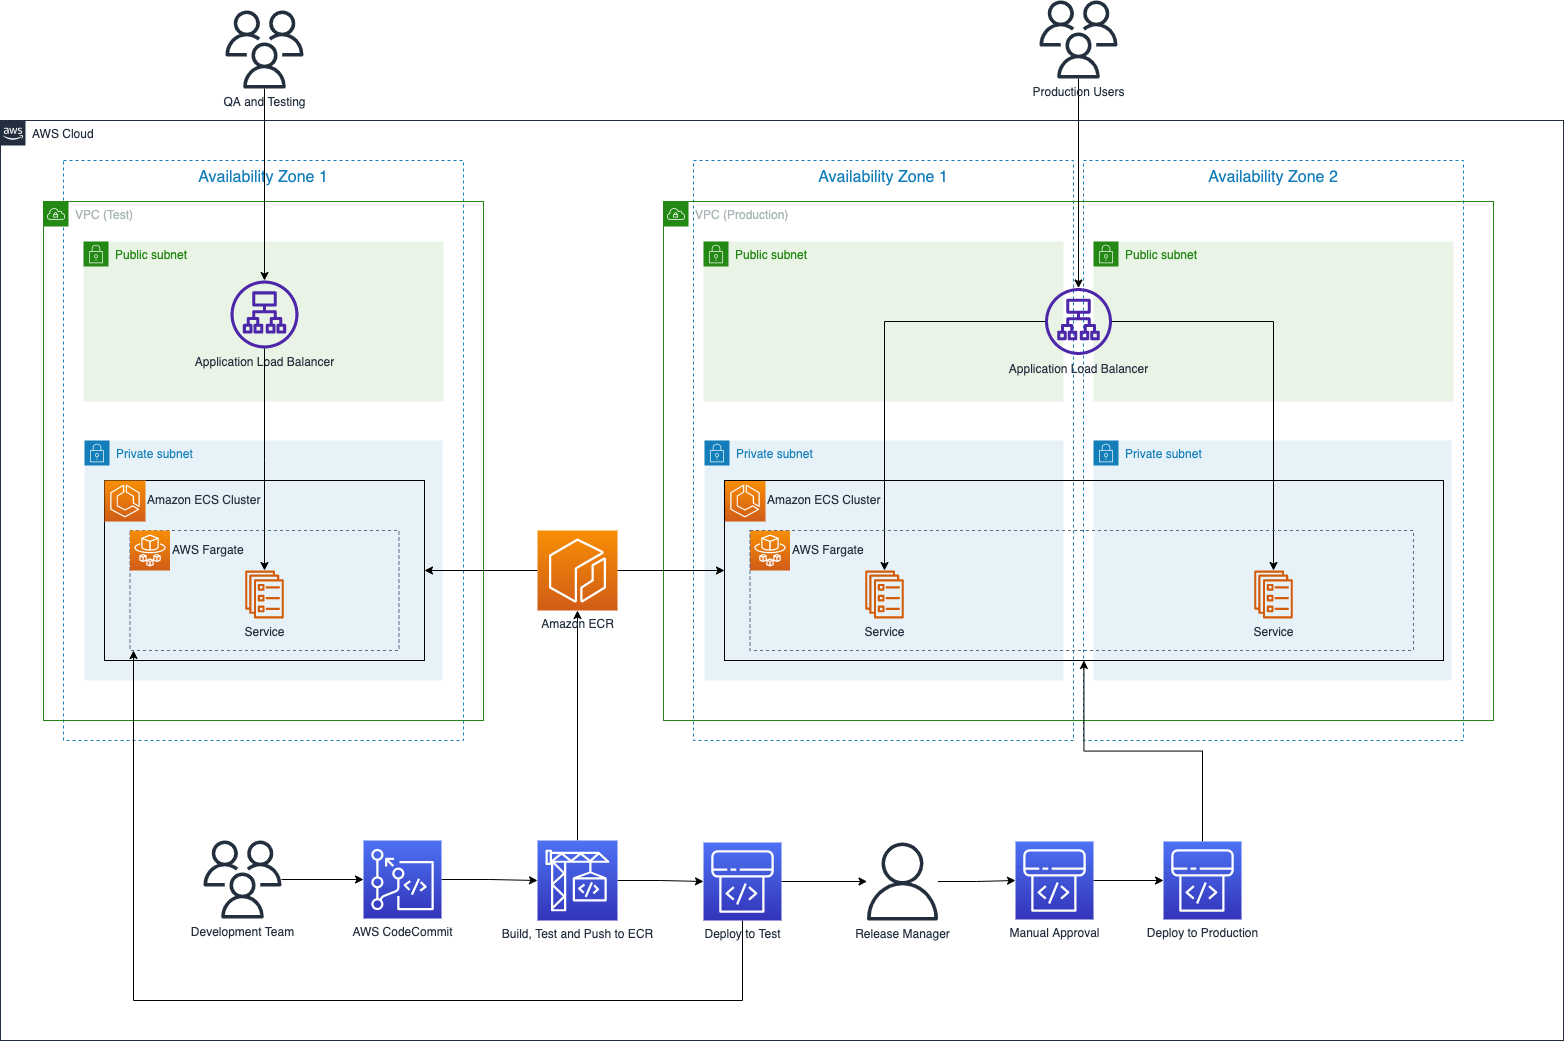 QA and Testing
Production Users
aws
AWS Cloud
Availability Zone 1
Availability Zone 1
Availability Zone 2
VPC (Test)
VPC (Production)
Public subnet
Public subnet
Public subnet
Application Load Balancer
Application Load Balancer
Private subnet
Private subnet
Private subnet
Amazon ECS Cluster
Amazon ECS Cluster
AWS Fargate
AWS Fargate
Service
Amazon ECR
Service
Service
Development Team
AWS CodeCommit
Build, Test and Push to ECR
Deploy to Test
Release Manager
Manual Approval
Deploy to Production